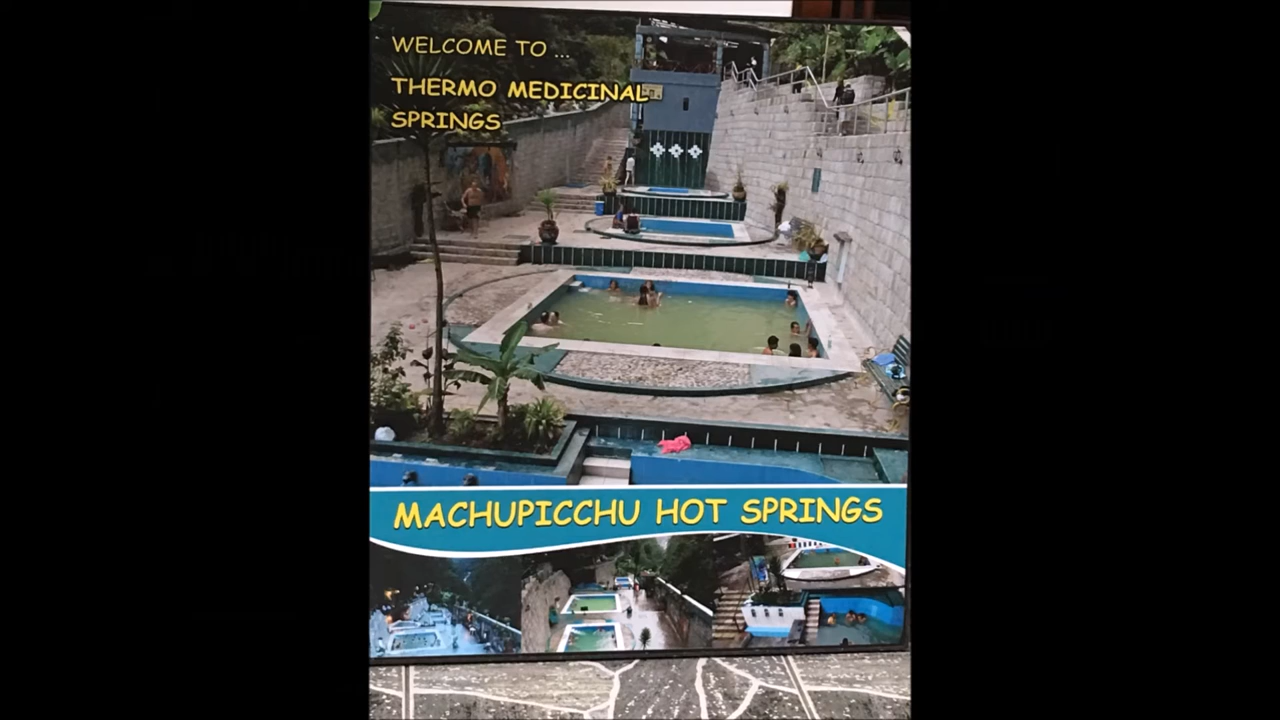 WELCOME TO ...
THERMO MEDICINAL
SPRINGS
MACHUPICCHU HOT SPRINGS